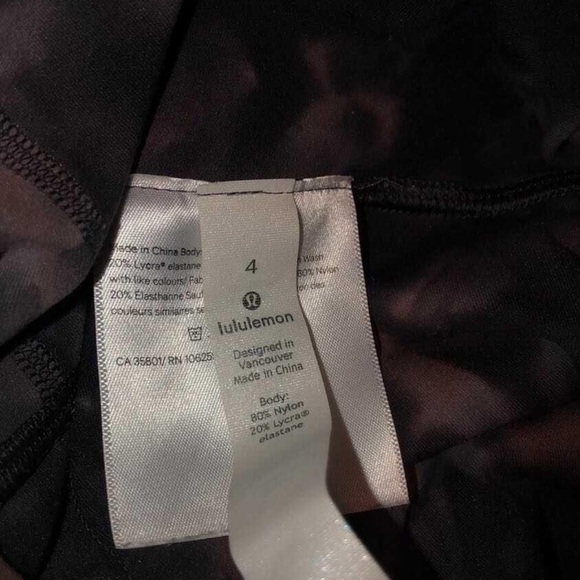 4
lululemon
Designed in
Vancouver
Made in China
Body:
80% Nylon
20% Lycra®
elastane
Made in China Body:
20% Lycra® elastane
Wash
with like colours/
80% Nylon
20% Elasthanne
couleurs similaires
CA 35801/ RN 10625